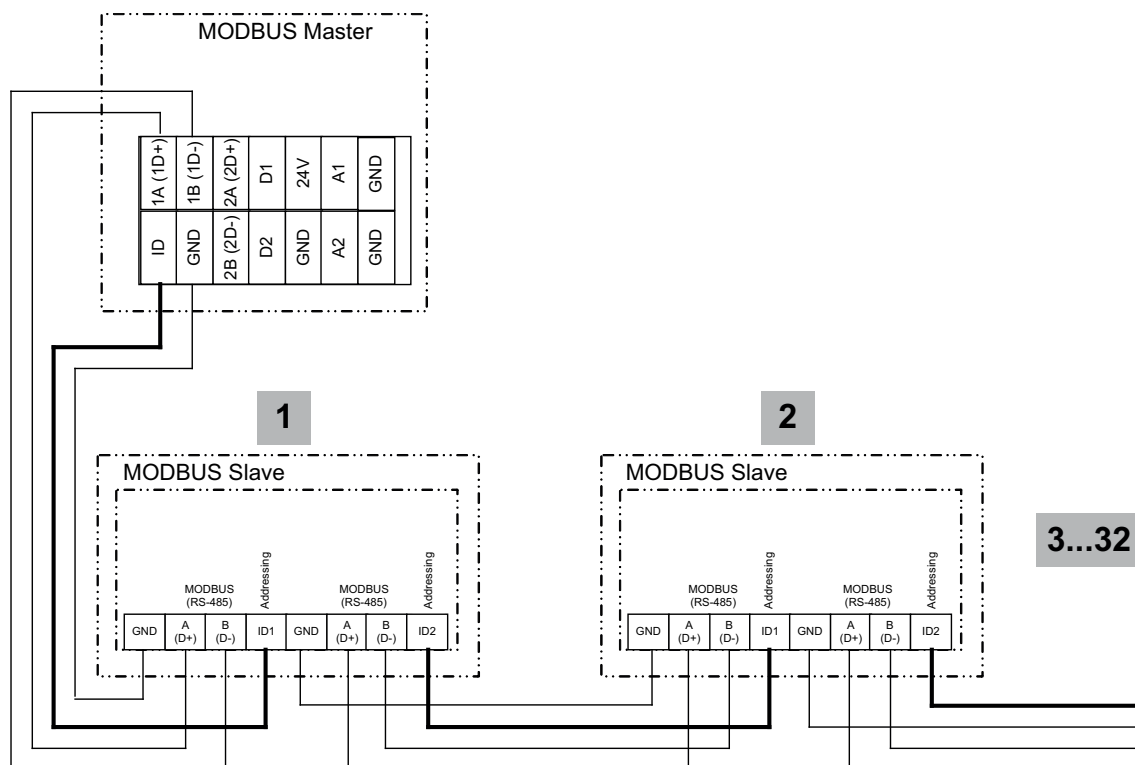 MODBUS Master
1A (1D+)
1B (1D-)
2A (2D+)
D1
24V
A1
GND
ID
GND
2B (2D-)
D2
GND
A2
GND
1
2
MODBUS Slave
MODBUS Slave
3...32
MODBUS
(RS-485)
Addressing
MODBUS
(RS-485)
Addressing
GND
A
(D+)
B
(D-)
ID1
GND
A
(D+)
B
(D-)
ID2
MODBUS
(RS-485)
Addressing
MODBUS
(RS-485)
Addressing
GND
A
(D+)
B
(D-)
ID1
GND
A
(D+)
B
(D-)
ID2